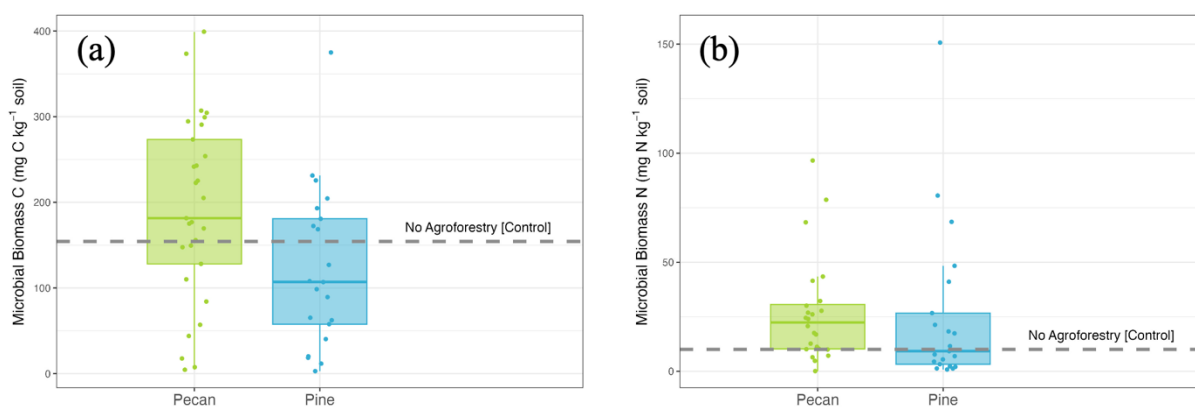 (a)
Microbial Biomass C (mg C kg⁻¹ soil)
400
300
200
100
0
No Agroforestry [Control]
Pecan
Pine
(b)
Microbial Biomass N (mg N kg⁻¹ soil)
150
100
50
0
No Agroforestry [Control]
Pecan
Pine